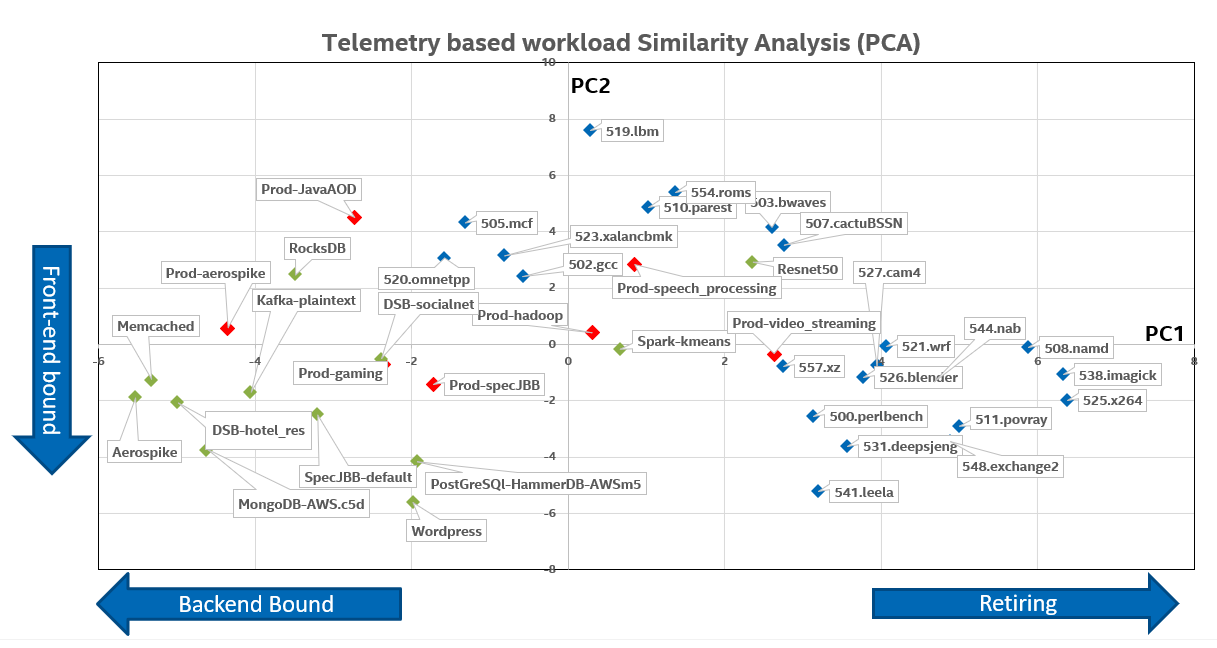 Telemetry based workload Similarity Analysis (PCA)
10
PC2
8
519.lbm
6
Prod-JavaAOD
554.roms
510.parest
503.bwaves
4
505.mcf
507.cactuBSSN
523.xalancbmk
RocksDB
502.gcc
Resnet50
527.cam4
Prod-aerospike
520.omnetpp
Prod-speech_processing
2
Kafka-plaintext
DSB-socialnet
Prod-hadoop
Prod-video_streaming
544.nab
Memcached
PC1
Spark-kmeans
521.wrf
508.namd
0
-6
-4
-2
0
2
4
6
8
Prod-gaming
557.xz
526.blender
538.imagick
Prod-specJBB
-2
525.x264
500.perlbench
511.povray
DSB-hotel_res
531.deepsjeng
Aerospike
-4
548.exchange2
SpecJBB-default
PostGreSQl-HammerDB-AWSm5
541.leela
MongoDB-AWS.c5d
-6
Wordpress
-8
Front-end bound
Backend Bound
Retiring